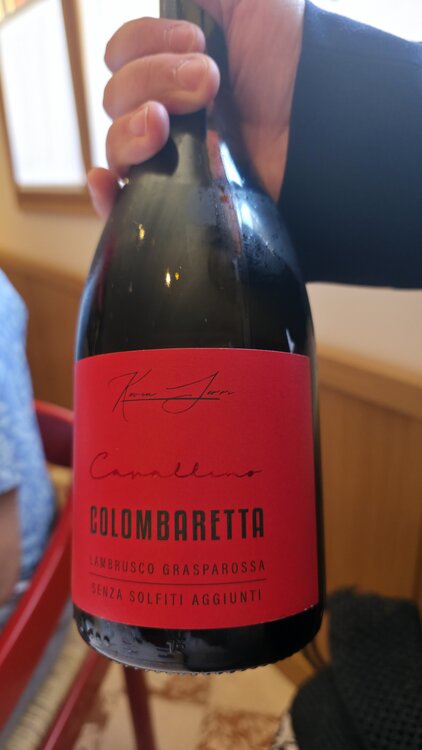 Cavallino
COLOMBARETTA
LAMBRUSCO GRASPAROSSA
SENZA SOLFITI AGGIUNTI